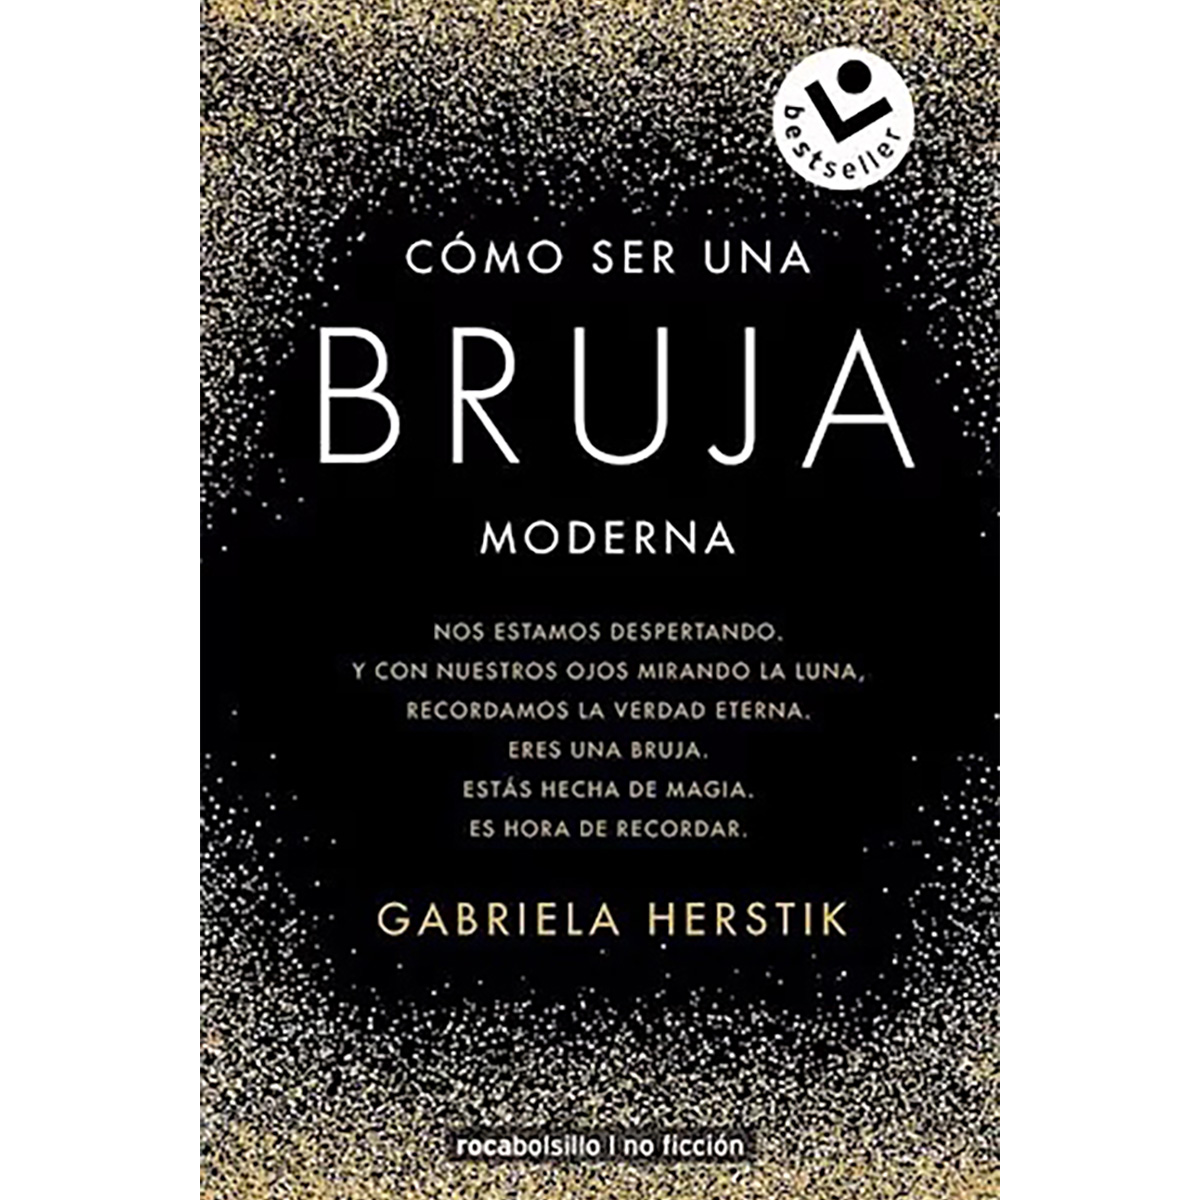 bestseller
CÓMO SER UNA
BRUJA
MODERNA
NOS ESTAMOS DESPERTANDO.
Y CON NUESTROS OJOS MIRANDO LA LUNA,
RECORDAMOS LA VERDAD ETERNA.
ERES UNA BRUJA.
ESTÁS HECHA DE MAGIA.
ES HORA DE RECORDAR.
GABRIELA HERSTIK
rocabolsillo | no ficción